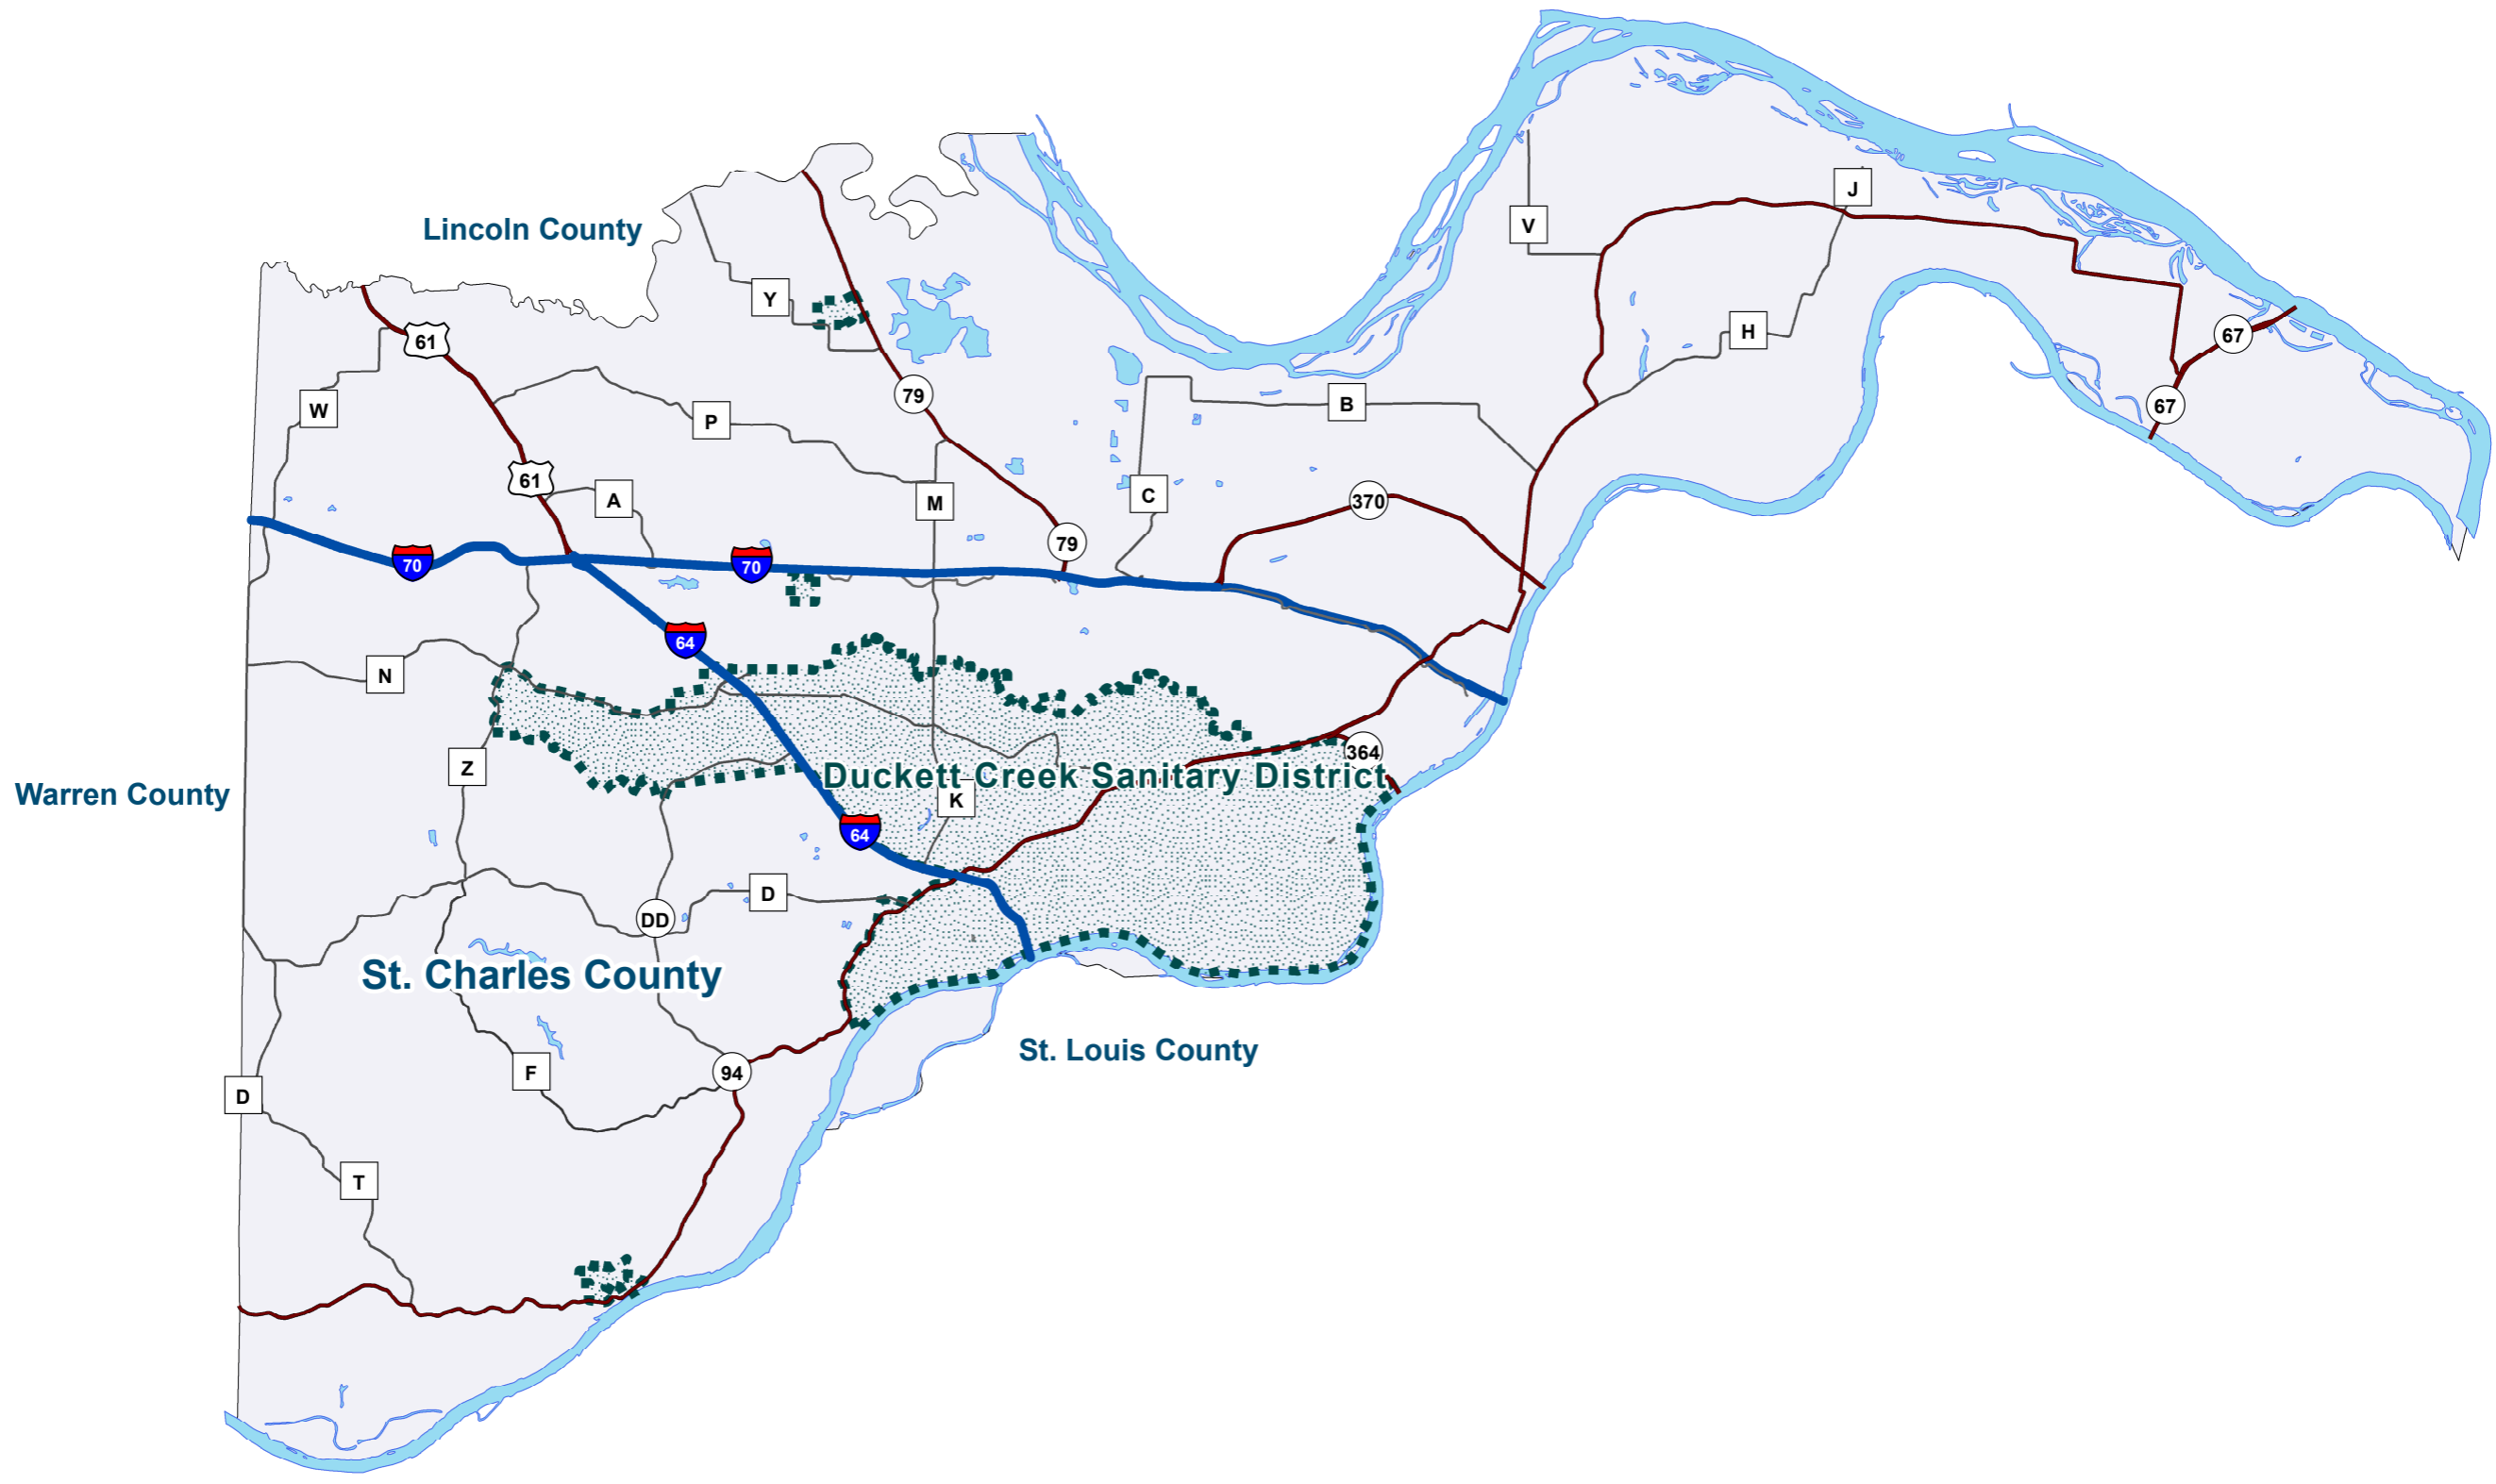 J
V
Lincoln County
Y
H
67
61
79
B
67
W
P
61
A
M
C
370
79
70
70
64
N
364
Z
Duckett Creek Sanitary District
Warren County
K
64
D
DD
St. Charles County
St. Louis County
F
94
D
T